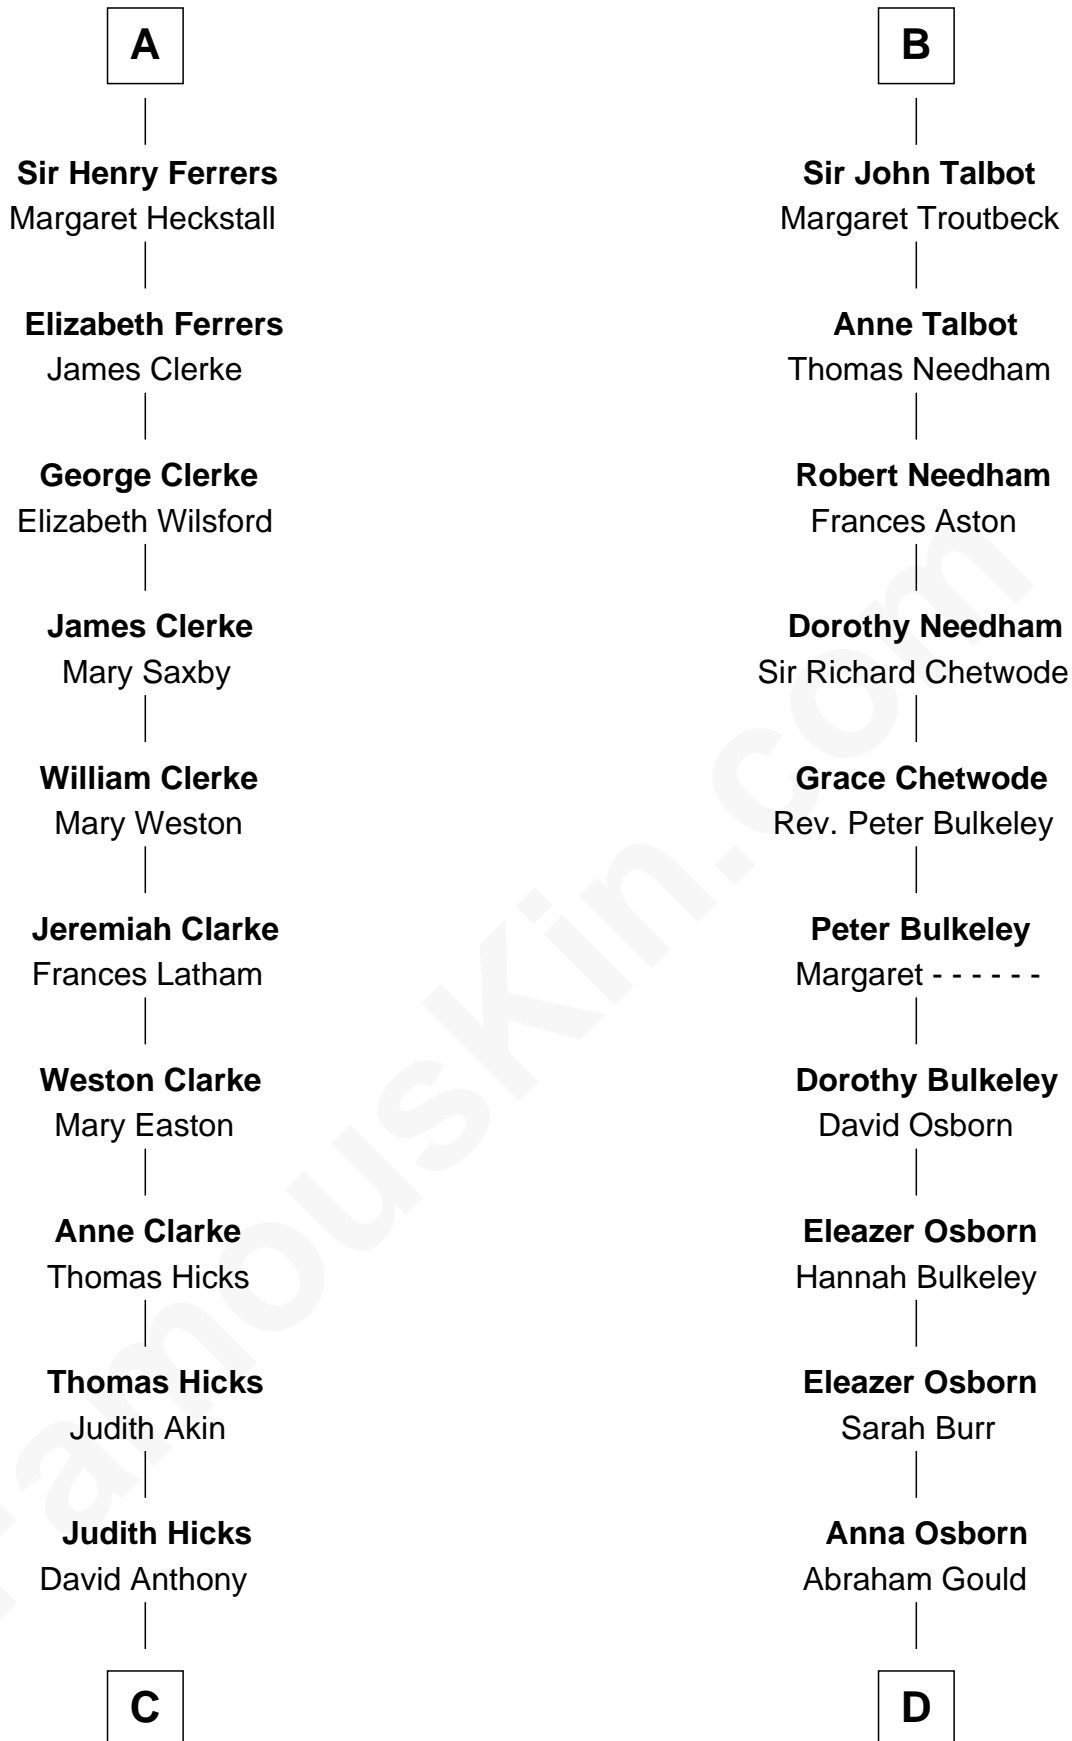 A
Sir Henry Ferrers
Margaret Heckstall
Elizabeth Ferrers
James Clerke
George Clerke
Elizabeth Wilsford
James Clerke
Mary Saxby
William Clerke
Mary Weston
Jeremiah Clarke
Frances Latham
Weston Clarke
Mary Easton
Anne Clarke
Thomas Hicks
Thomas Hicks
Judith Akin
Judith Hicks
David Anthony
C
B
Sir John Talbot
Margaret Troutbeck
Anne Talbot
Thomas Needham
Robert Needham
Frances Aston
Dorothy Needham
Sir Richard Chetwode
Grace Chetwode
Rev. Peter Bulkeley
Peter Bulkeley
Margaret - - - - - -
Dorothy Bulkeley
David Osborn
Eleazer Osborn
Hannah Bulkeley
Eleazer Osborn
Sarah Burr
Anna Osborn
Abraham Gould
D
FamousKin.com